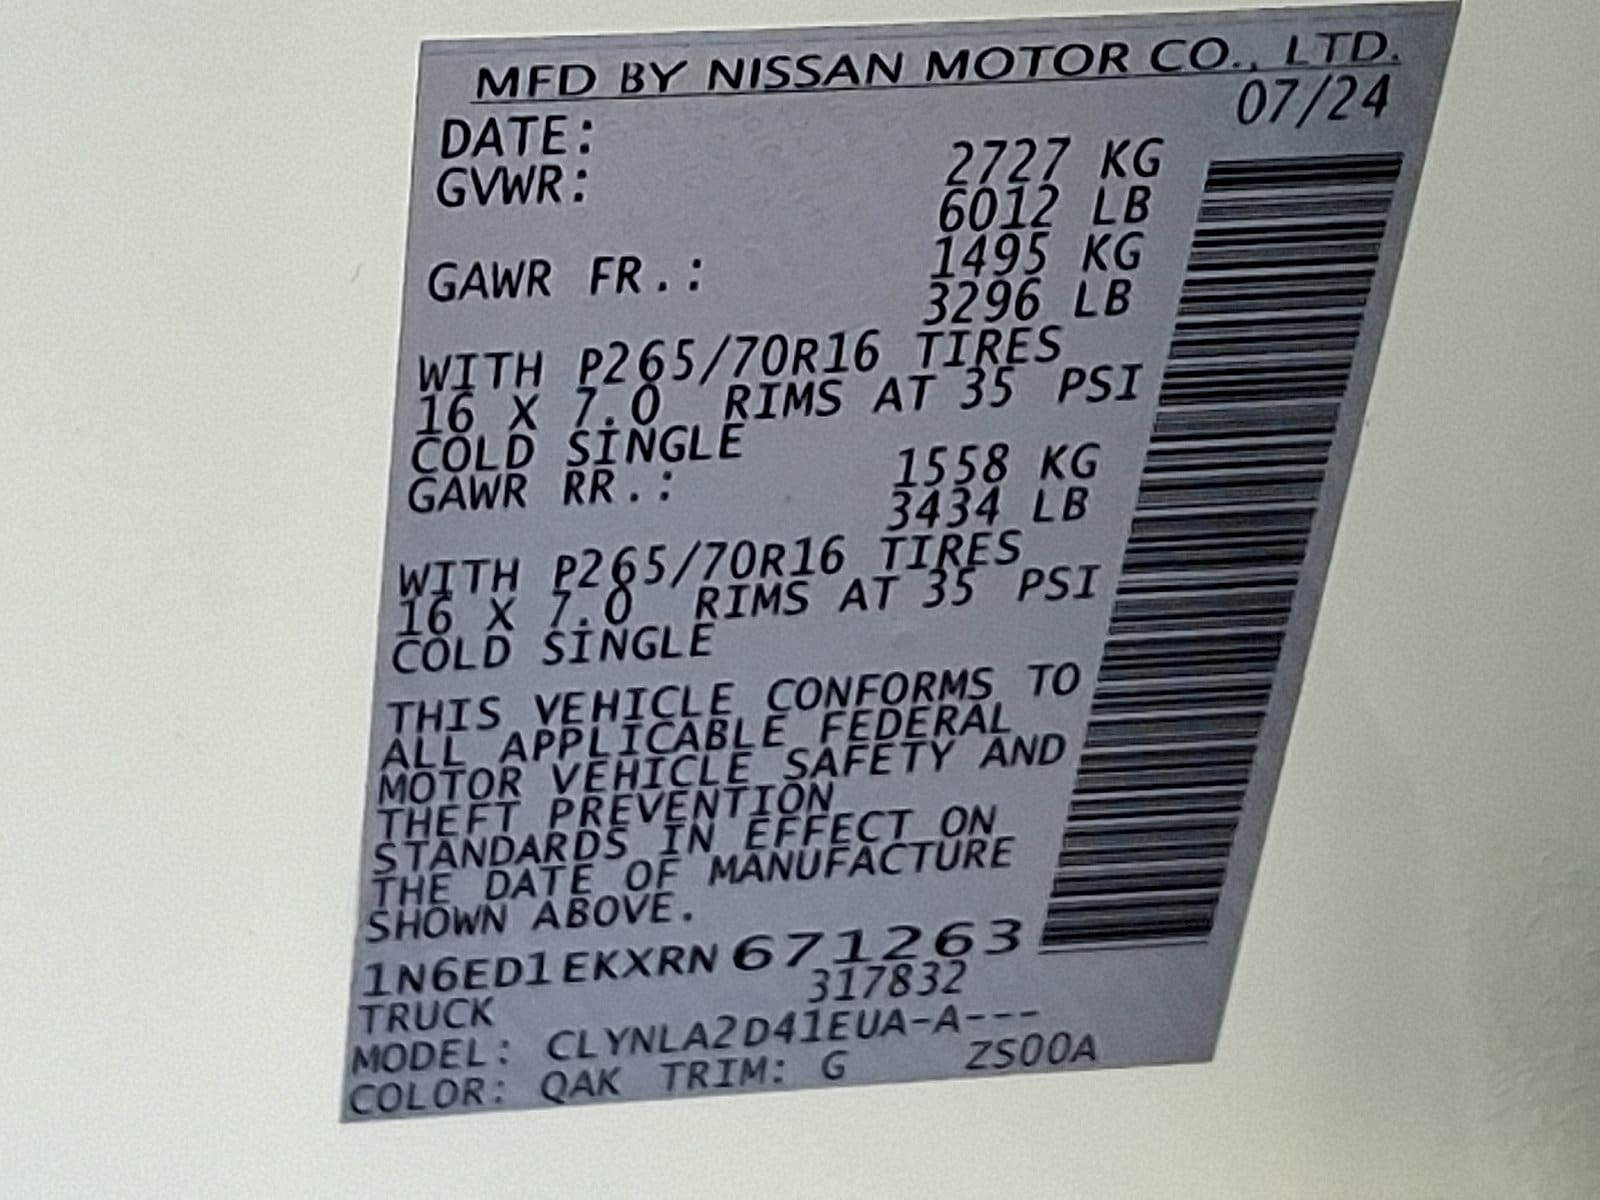 MFD BY NISSAN MOTOR CO., LTD.
DATE: 07/24
GVWR: 2727 KG
6012 LB
GAWR FR.: 1495 KG
3296 LB
WITH P265/70R16 TIRES
16 X 7.0 RIMS AT 35 PSI
COLD SINGLE
GAWR RR.: 1558 KG
3434 LB
WITH P265/70R16 TIRES
16 X 7.0 RIMS AT 35 PSI
COLD SINGLE
THIS VEHICLE CONFORMS TO
ALL APPLICABLE FEDERAL
MOTOR VEHICLE SAFETY AND
THEFT PREVENTION
STANDARDS IN EFFECT ON
THE DATE OF MANUFACTURE
SHOWN ABOVE.
1N6ED1EKXRN671263
TRUCK 317832
MODEL: CLYNLA2D41EUA-A---
COLOR: QAK TRIM: G ZS00A